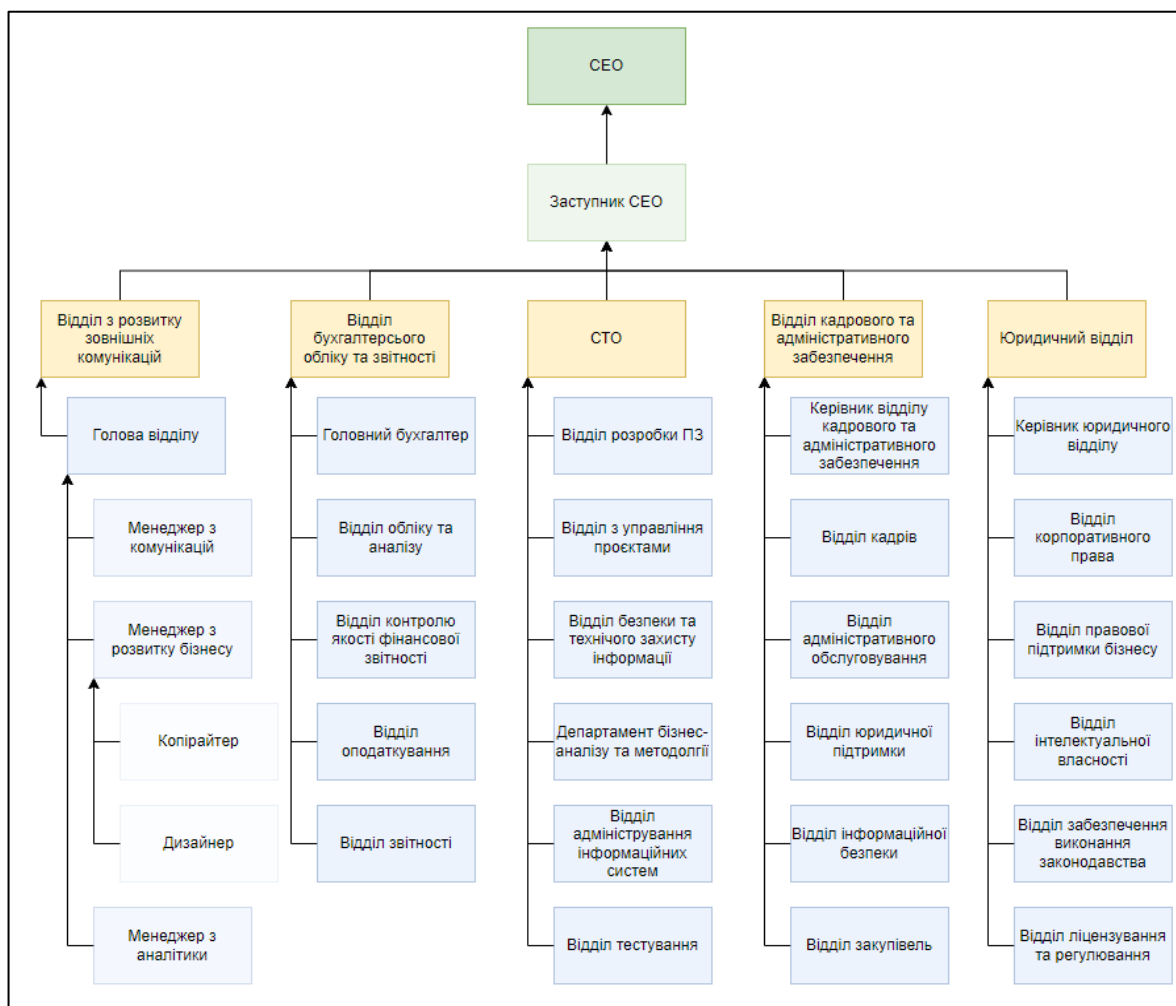 CEO
Заступник CEO
Відділ з розвитку
зовнішніх
комунікацій
Відділ
бухгалтерського
обліку та звітності
CTO
Відділ кадрового та
адміністративного
забезпечення
Юридичний відділ
Голова відділу
Менеджер з
комунікацій
Менеджер з
розвитку бізнесу
Копірайтер
Дизайнер
Менеджер з
аналітики
Головний бухгалтер
Відділ обліку та
аналізу
Відділ контролю
якості фінансової
звітності
Відділ
оподаткування
Відділ звітності
Відділ розробки ПЗ
Відділ з управління
проєктами
Відділ безпеки та
технічого захисту
інформації
Департамент бізнес-
аналізу та методолгії
Відділ
адміністрування
інформаційних
систем
Відділ тестування
Керівник відділу
кадрового та
адміністративного
забезпечення
Відділ кадрів
Відділ
адміністративного
обслуговування
Відділ юридичної
підтримки
Відділ інформаційної
безпеки
Відділ закупівель
Керівник юридичного
відділу
Відділ
корпоративного
права
Відділ правової
підтримки бізнесу
Відділ
інтелектуальної
власності
Відділ забезпечення
виконання
законодавства
Відділ ліцензування
та регулювання